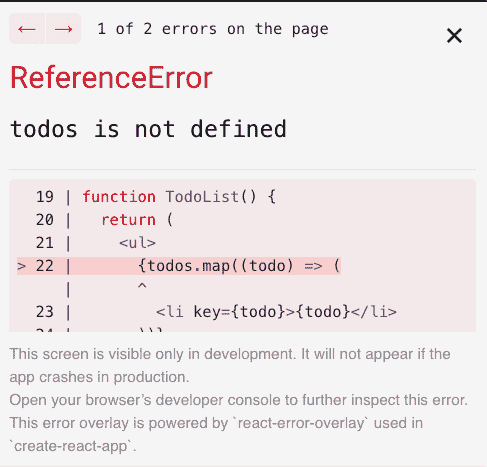 ← → 1 of 2 errors on the page ×
ReferenceError
todos is not defined
19 | function TodoList() {
20 |   return (
21 |     <ul>
> 22 |       {todos.map((todo) => (
|       ^
23 |         <li key={todo}>{todo}</li>
This screen is visible only in development. It will not appear if the
app crashes in production.
Open your browser’s developer console to further inspect this error.
This error overlay is powered by `react-error-overlay` used in
`create-react-app`.